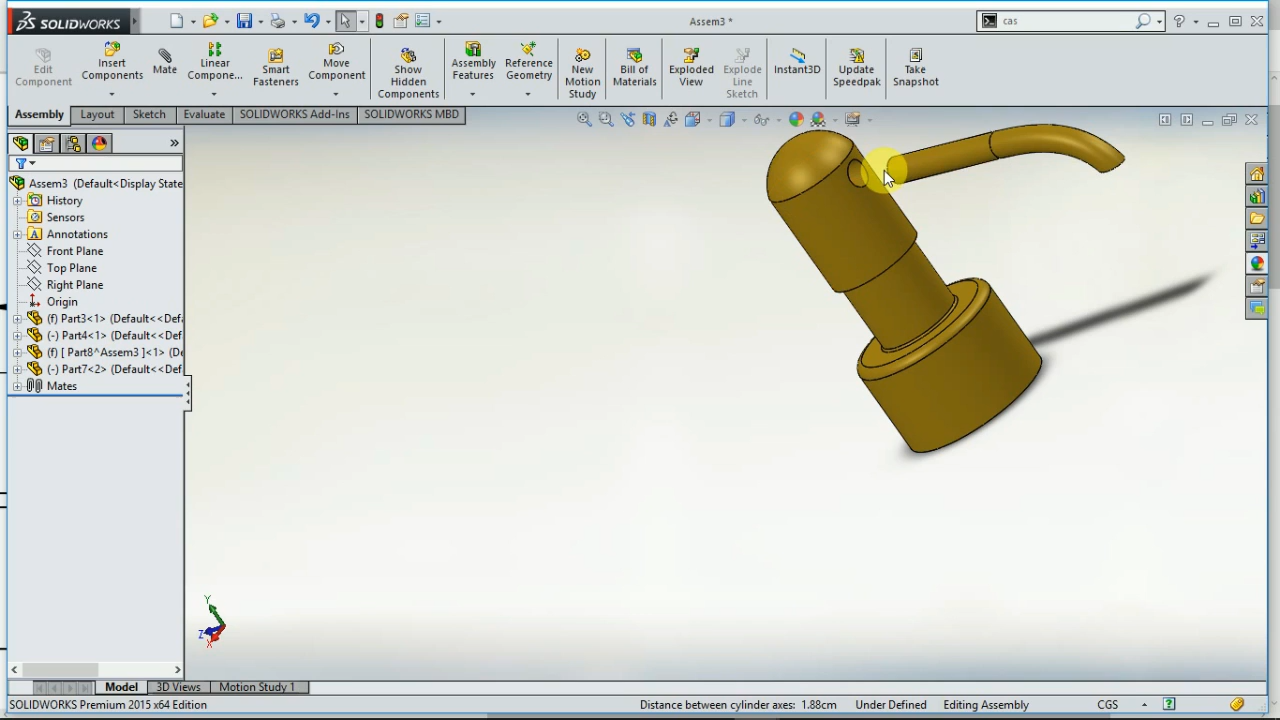 SOLIDWORKS
Assem3 *
cas
Edit Component
Insert Components
Mate
Linear Compone...
Smart Fasteners
Move Component
Show Hidden Components
Assembly Features
Reference Geometry
New Motion Study
Bill of Materials
Exploded View
Explode Line Sketch
Instant3D
Update Speedpak
Take Snapshot
Assembly
Layout
Sketch
Evaluate
SOLIDWORKS Add-Ins
SOLIDWORKS MBD
Assem3 (Default<Display State
History
Sensors
A Annotations
Front Plane
Top Plane
Right Plane
Origin
(f) Part3<1> (Default<<Def
(-) Part4<1> (Default<<Def
(f) [ Part8^Assem3 ]<1> (De
(-) Part7<2> (Default<<Def
Mates
Y
Z
X
Model
3D Views
Motion Study 1
SOLIDWORKS Premium 2015 x64 Edition
Distance between cylinder axes: 1.88cm
Under Defined
Editing Assembly
CGS